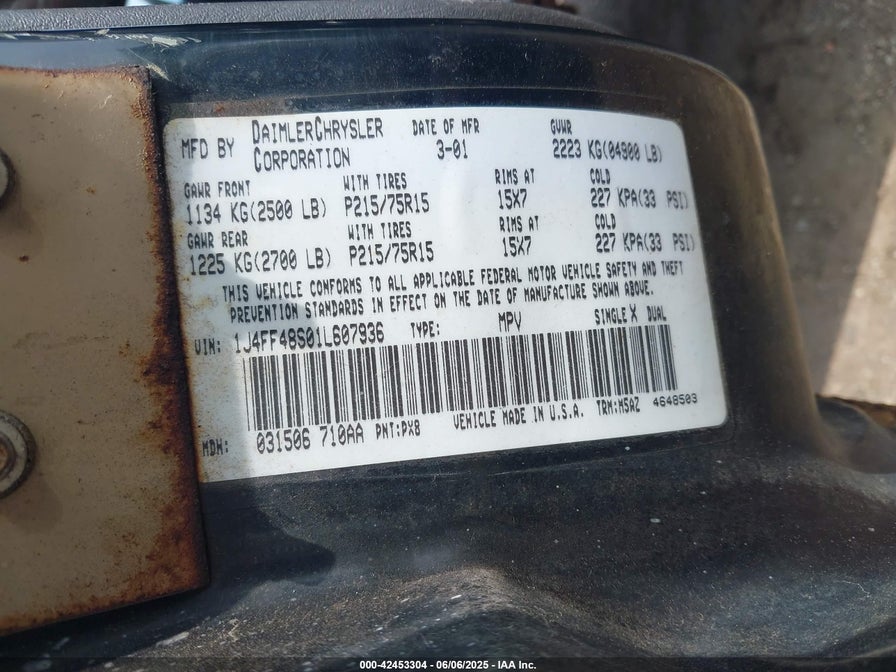 MFD BY DAIMLERCHRYSLER CORPORATION DATE OF MFR 3-01 GVWR 2223 KG(04900 LB)
GAWR FRONT WITH TIRES RIMS AT COLD
1134 KG(2500 LB) P215/75R15 15X7 227 KPA(33 PSI)
GAWR REAR WITH TIRES RIMS AT COLD
1225 KG(2700 LB) P215/75R15 15X7 227 KPA(33 PSI)
THIS VEHICLE CONFORMS TO ALL APPLICABLE FEDERAL MOTOR VEHICLE SAFETY AND THEFT
PREVENTION STANDARDS IN EFFECT ON THE DATE OF MANUFACTURE SHOWN ABOVE.
VIN: 1J4FF48S01L607936 TYPE: MPV SINGLE X DUAL
MDH: 031506 710AA PNT:PX8 VEHICLE MADE IN U.S.A. TRM:M5AZ 4648503
000-42453304 | 06/06/2025 - © IAA Inc.